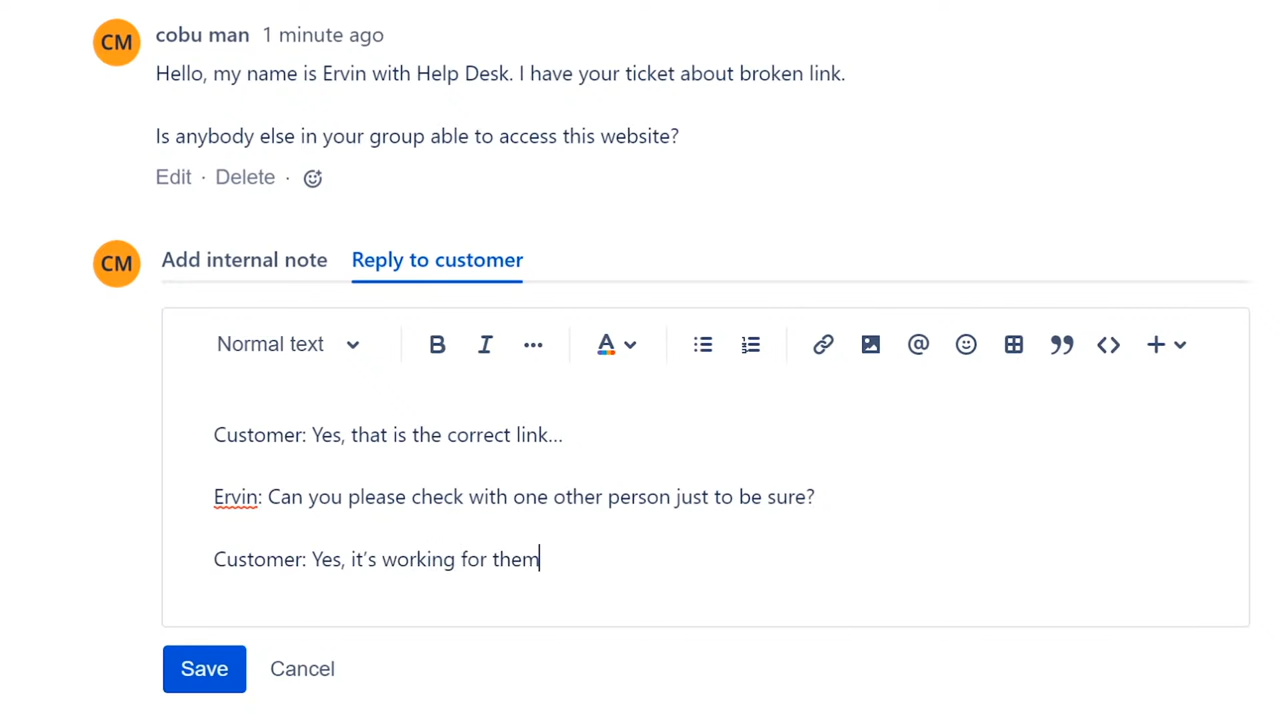 CM cobu man 1 minute ago
Hello, my name is Ervin with Help Desk. I have your ticket about broken link.
Is anybody else in your group able to access this website?
Edit · Delete ·
CM Add internal note Reply to customer
Normal text B I ... A @ <> +
Customer: Yes, that is the correct link...
Ervin: Can you please check with one other person just to be sure?
Customer: Yes, it's working for them
Save Cancel